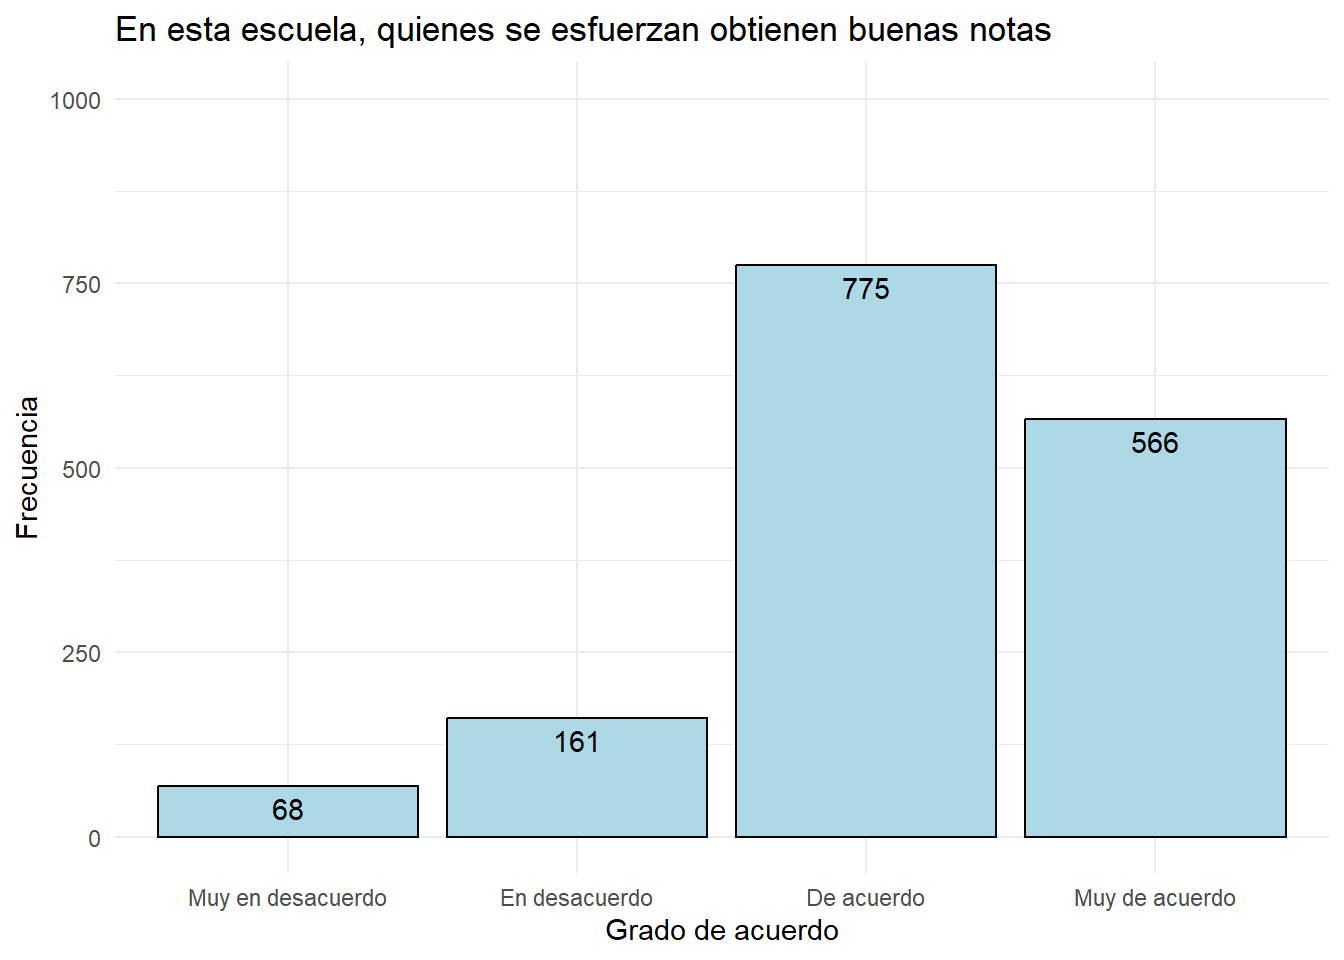 En esta escuela, quienes se esfuerzan obtienen buenas notas
1000
750
500
250
0
Frecuencia
68
161
775
566
Muy en desacuerdo
En desacuerdo
De acuerdo
Muy de acuerdo
Grado de acuerdo